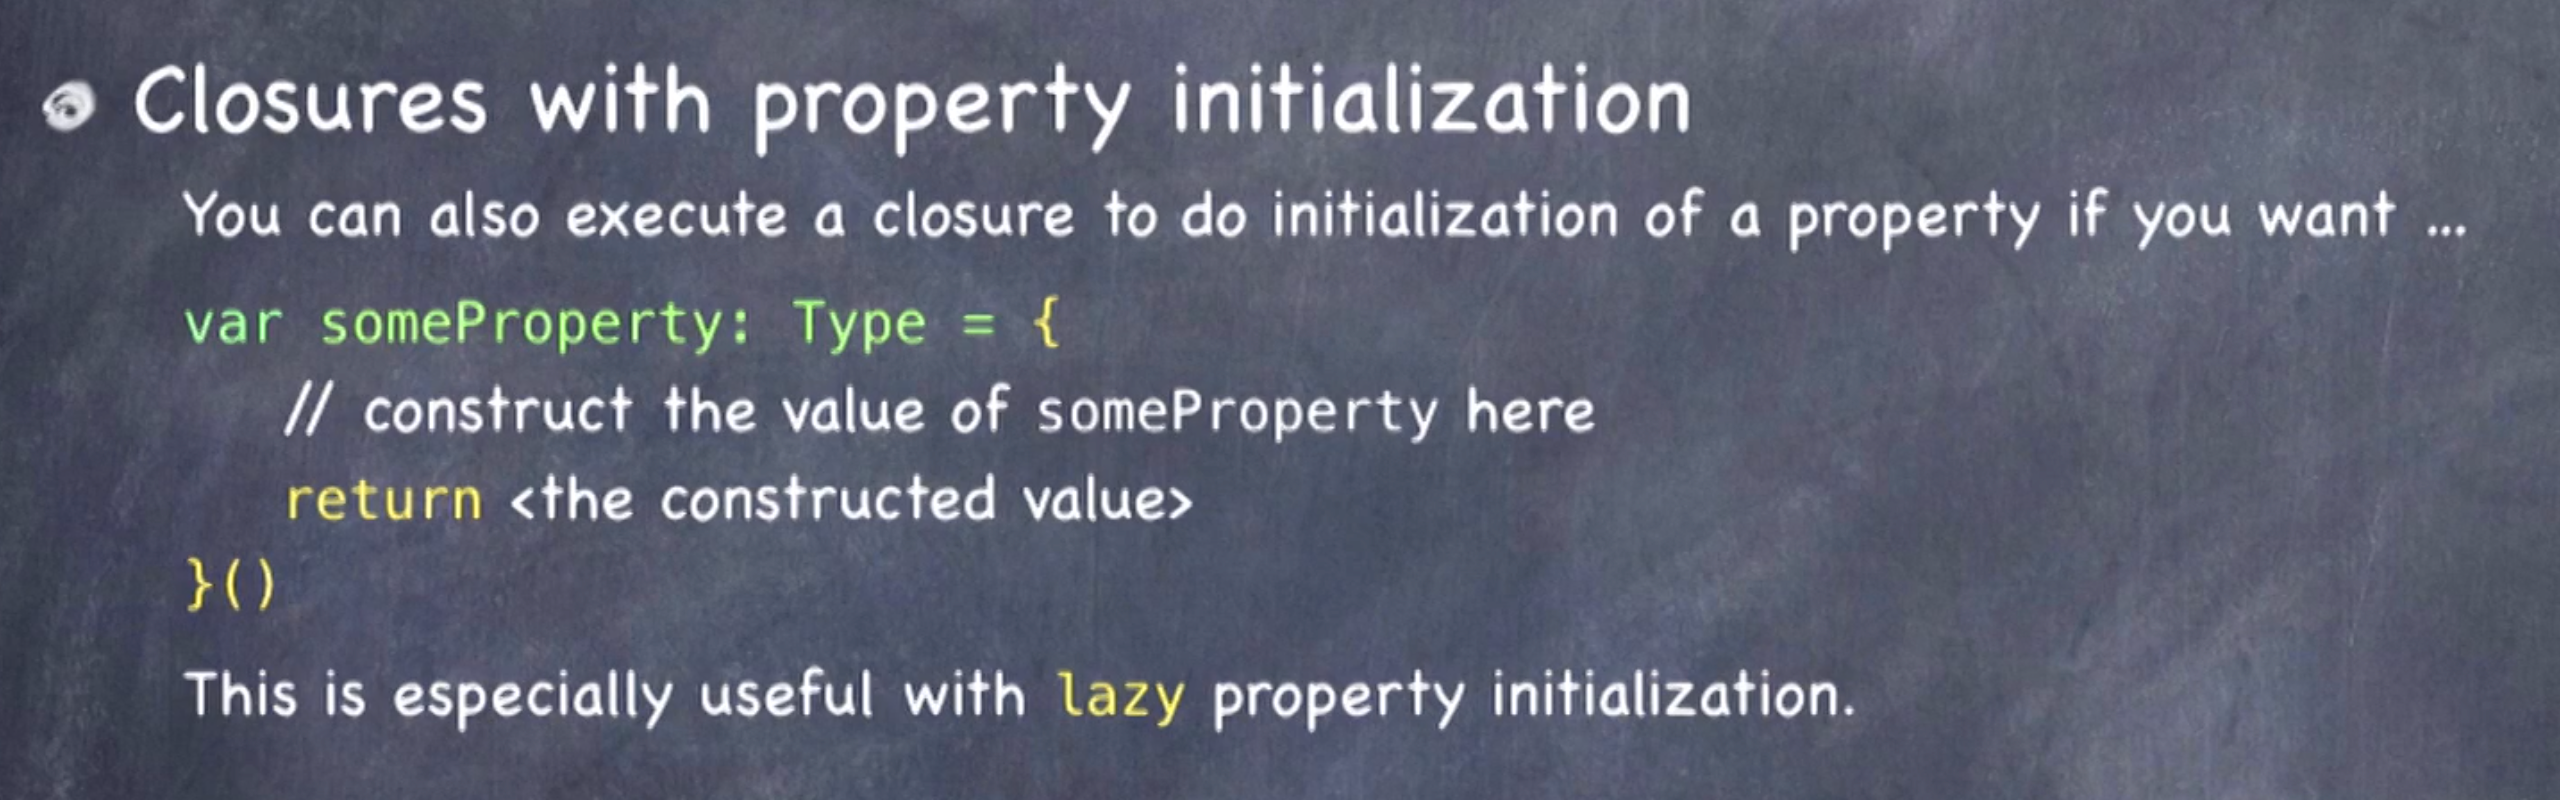 Closures with property initialization
You can also execute a closure to do initialization of a property if you want ...
var someProperty: Type = {
// construct the value of someProperty here
return <the constructed value>
}()
This is especially useful with lazy property initialization.